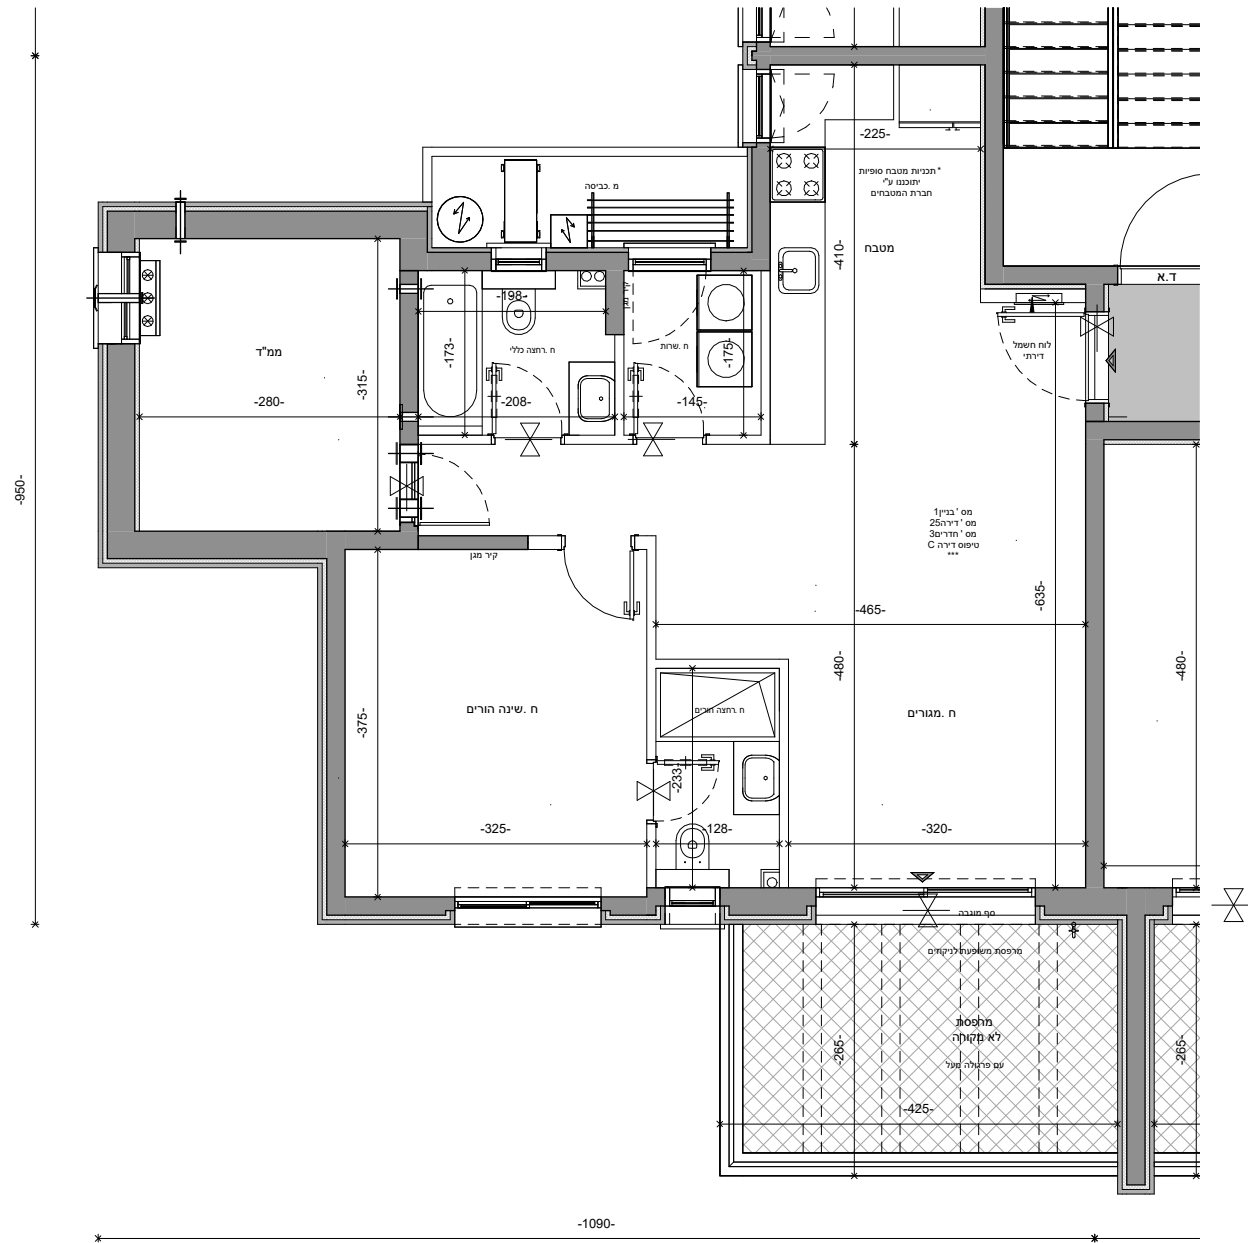 -225-
*תכניות מטבח סופיות
יתוכננו ע"י
חברת המטבחים
מ .כביסה
-410-
מטבח
ד.א
-198-
קיר מגן
ממ"ד
-315-
-173-
ח .רחצה כללי
ח .שרות
-175-
לוח חשמל
דירתי
-280-
-208-
-145-
-950-
מס ' בניין1
מס ' דירה25
מס ' חדרים3
טיפוס דירה C
***
קיר מגן
-465-
-635-
-480-
-480-
ח .שינה הורים
ח .רחצה הורים
ח .מגורים
-375-
-233-
-325-
-128-
-320-
סף מוגבה
מרפסת משופעת לניקוזים
מרפסת
לא מקורה
עם פרגולה מעל
-265-
-265-
-425-
-1090-